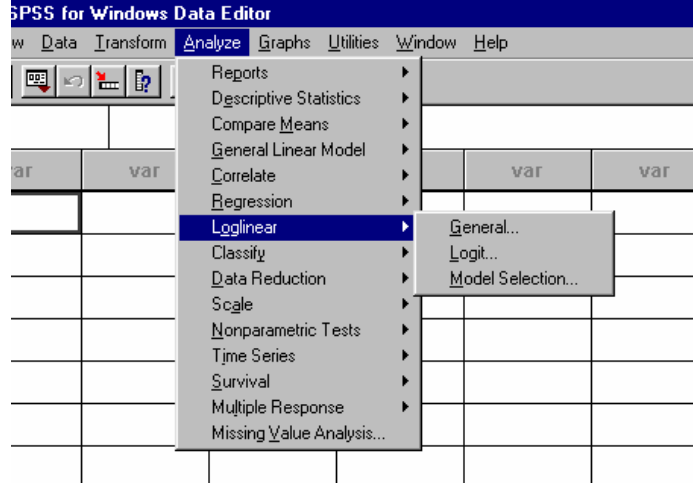 SPSS for Windows Data Editor
w Data Transform Analyze Graphs Utilities Window Help
Reports
Descriptive Statistics
Compare Means
General Linear Model
ar var var var
Correlate
Regression
Loglinear General...
Classify Logit...
Data Reduction Model Selection...
Scale
Nonparametric Tests
Time Series
Survival
Multiple Response
Missing Value Analysis...